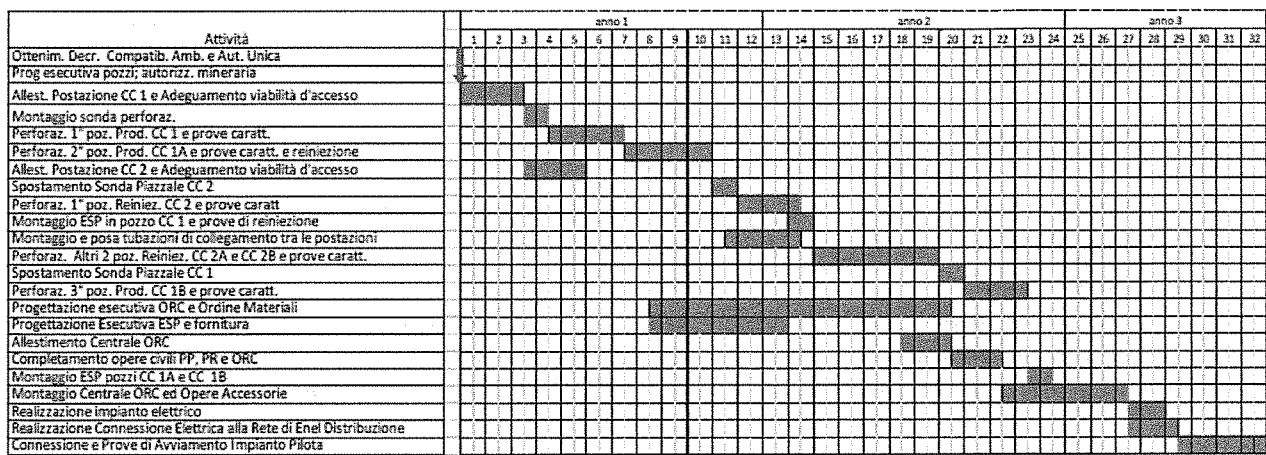 anno 1 anno 2 anno 3
Attività 1 2 3 4 5 6 7 8 9 10 11 12 13 14 15 16 17 18 19 20 21 22 23 24 25 26 27 28 29 30 31 32
Ottenim. Decr. Compatib. Amb. e Aut. Unica
Prog esecutiva pozzi; autorizz. mineraria
Allest. Postazione CC 1 e Adeguamento viabilità d'accesso
Montaggio sonda perforaz.
Perforaz. 1° poz. Prod. CC 1 e prove caratt.
Perforaz. 2° poz. Prod. CC 1A e prove caratt. e reiniezione
Allest. Postazione CC 2 e Adeguamento viabilità d'accesso
Spostamento Sonda Piazzale CC 2
Perforaz. 1° poz. Reiniez. CC 2 e prove caratt
Montaggio ESP in pozzo CC 1 e prove di reiniezione
Montaggio e posa tubazioni di collegamento tra le postazioni
Perforaz. Altri 2 poz. Reiniez. CC 2A e CC 2B e prove caratt.
Spostamento Sonda Piazzale CC 1
Perforaz. 3° poz. Prod. CC 1B e prove caratt.
Progettazione esecutiva ORC e Ordine Materiali
Progettazione Esecutiva ESP e fornitura
Allestimento Centrale ORC
Completamento opere civili PP, PR e ORC
Montaggio ESP pozzi CC 1A e CC 1B
Montaggio Centrale ORC ed Opere Accessorie
Realizzazione impianto elettrico
Realizzazione Connessione Elettrica alla Rete di Enel Distribuzione
Connessione e Prove di Avviamento Impianto Pilota